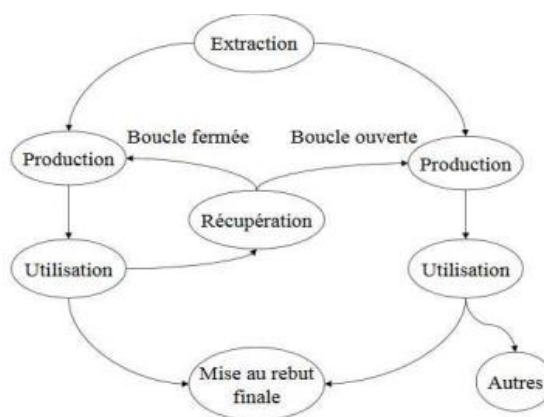 Extraction
Boucle fermée
Boucle ouverte
Production
Production
Récupération
Utilisation
Utilisation
Mise au rebut
finale
Autres